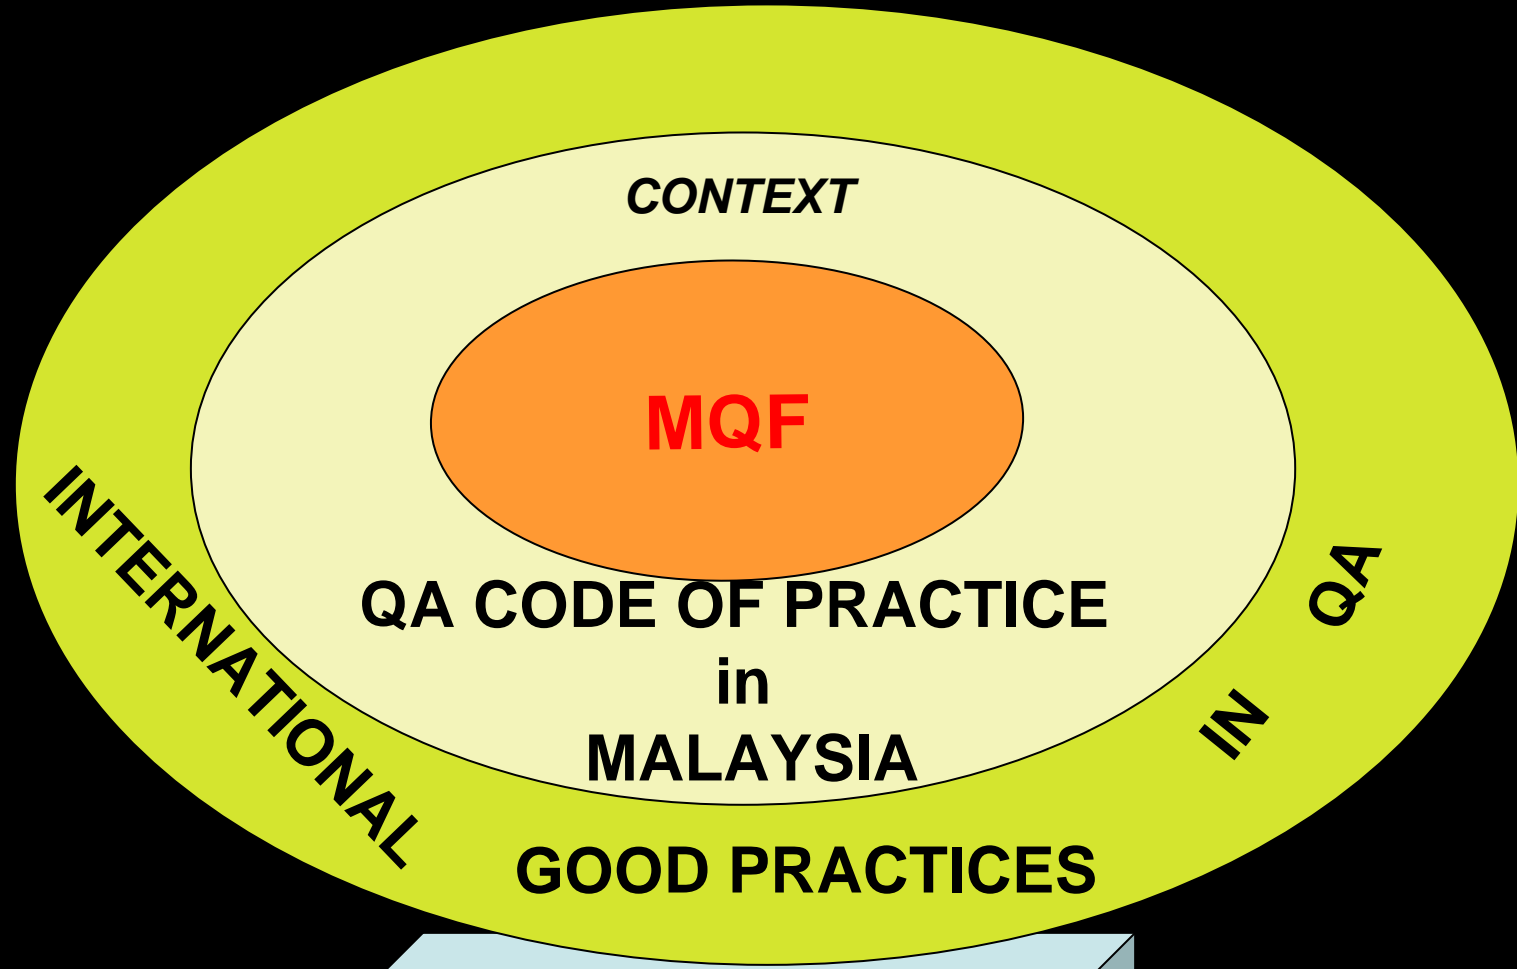 CONTEXT
MQF
QA CODE OF PRACTICE
in
MALAYSIA
INTERNATIONAL
GOOD PRACTICES
IN QA